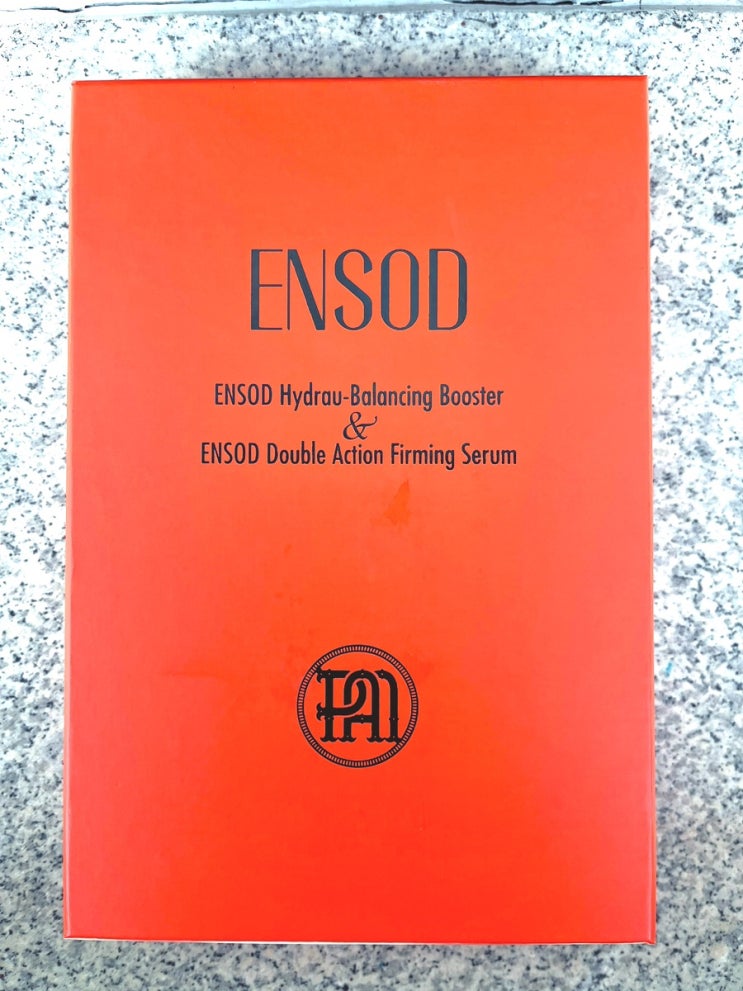 ENSOD
ENSOD Hydrau-Balancing Booster
&
ENSOD Double Action Firming Serum